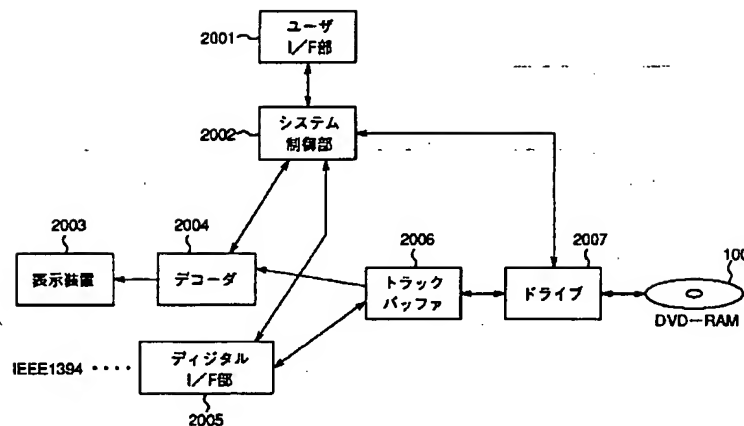 2001
ユーザ
I/F部
2002
システム
制御部
2003
表示装置
2004
デコーダ
2006
トラック
バッファ
2007
ドライブ
100
DVD-RAM
IEEE1394 ····
ディジタル
I/F部
2005